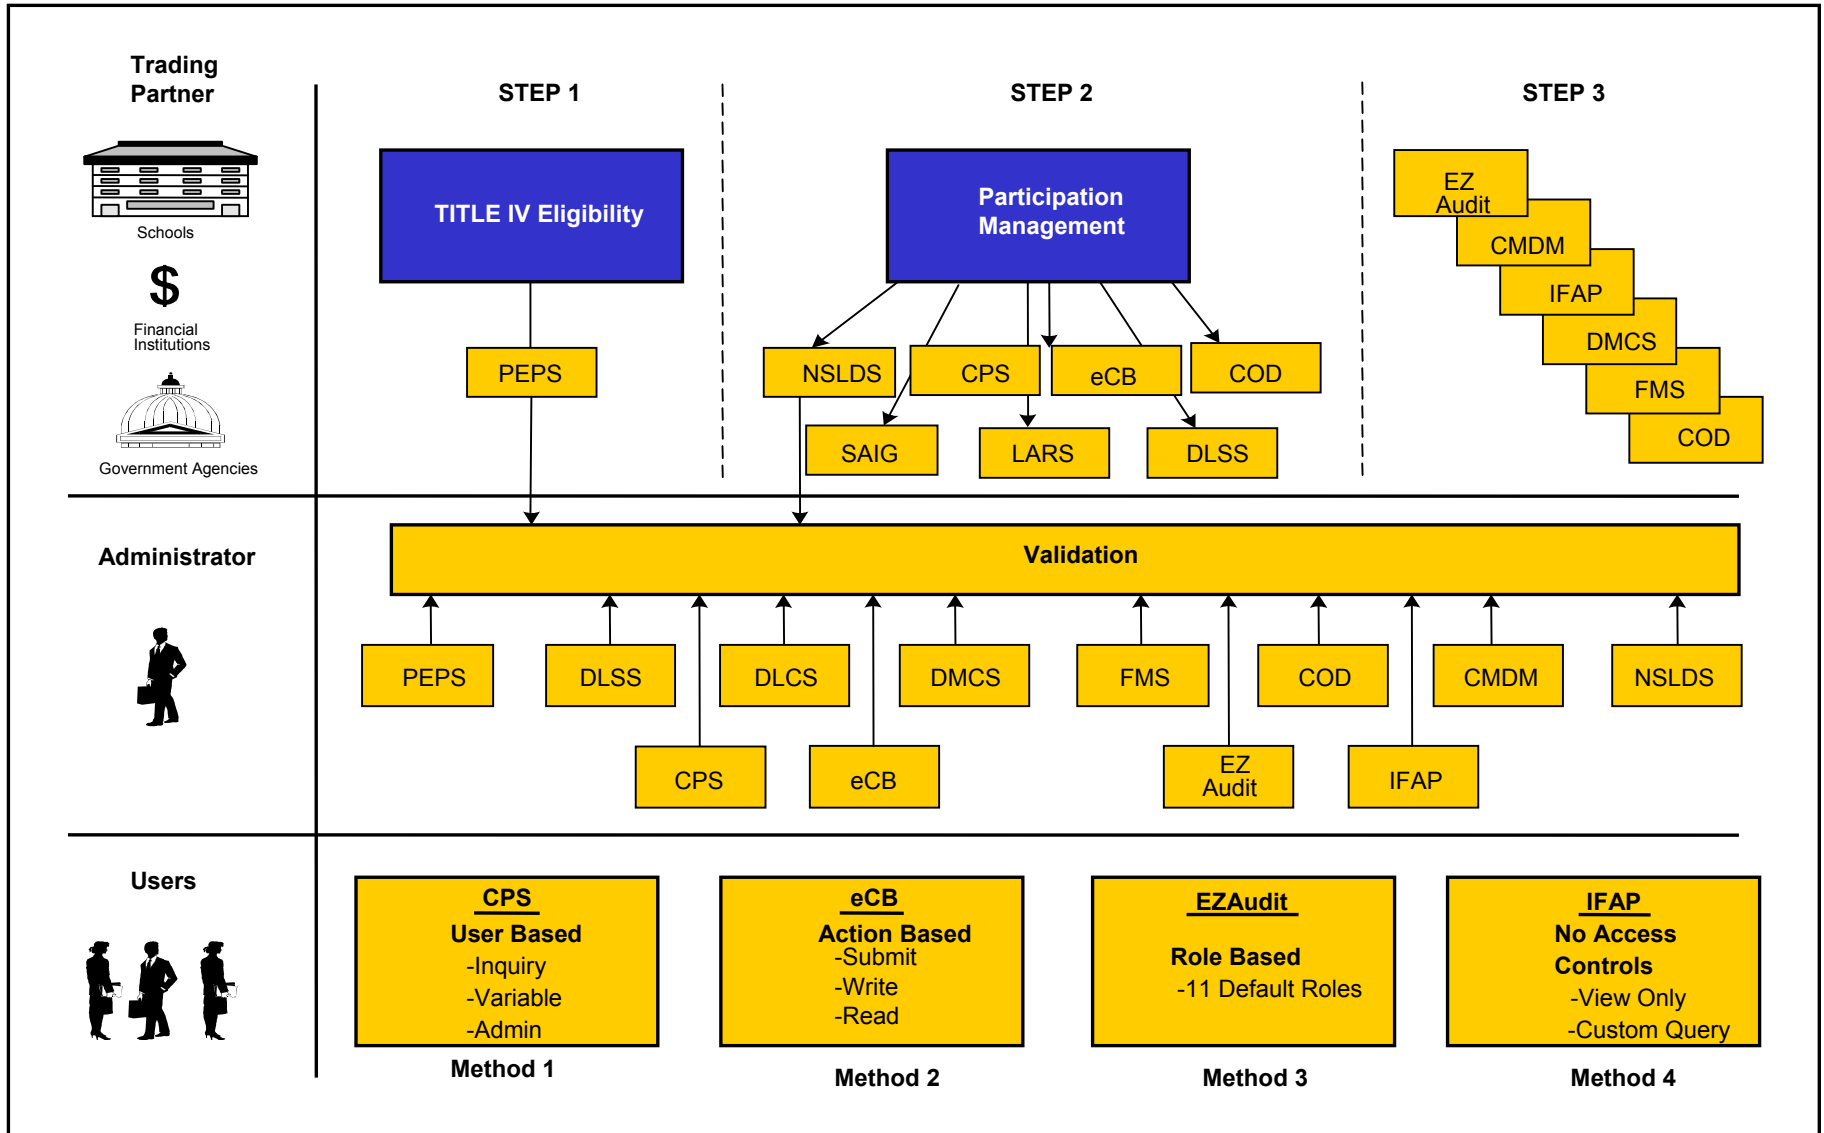 Trading
Partner
STEP 1
STEP 2
STEP 3
Schools
$
Financial
Institutions
Government Agencies
TITLE IV Eligibility
PEPS
Participation
Management
NSLDS
CPS
eCB
COD
SAIG
LARS
DLSS
EZ
Audit
CMDM
IFAP
DMCS
FMS
COD
Administrator
Validation
PEPS
DLSS
DLCS
DMCS
FMS
COD
CMDM
NSLDS
CPS
eCB
EZ
Audit
IFAP
Users
CPS
User Based
-Inquiry
-Variable
-Admin
Method 1
eCB
Action Based
-Submit
-Write
-Read
Method 2
EZAudit
Role Based
-11 Default Roles
Method 3
IFAP
No Access
Controls
-View Only
-Custom Query
Method 4